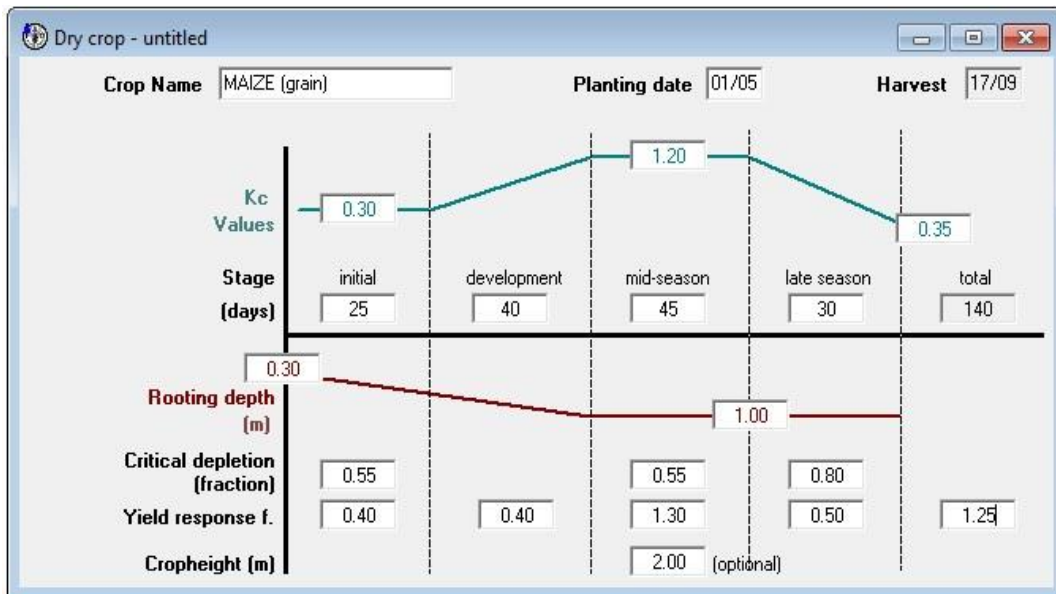 Dry crop - untitled
Crop Name MAIZE (grain) Planting date 01/05 Harvest 17/09
1.20
Kc 0.30
Values 0.35
Stage initial development mid-season late season total
(days) 25 40 45 30 140
0.30
Rooting depth 1.00
(m)
Critical depletion
(fraction) 0.55 0.55 0.80
Yield response f. 0.40 0.40 1.30 0.50 1.25
Cropheight (m) 2.00 (optional)